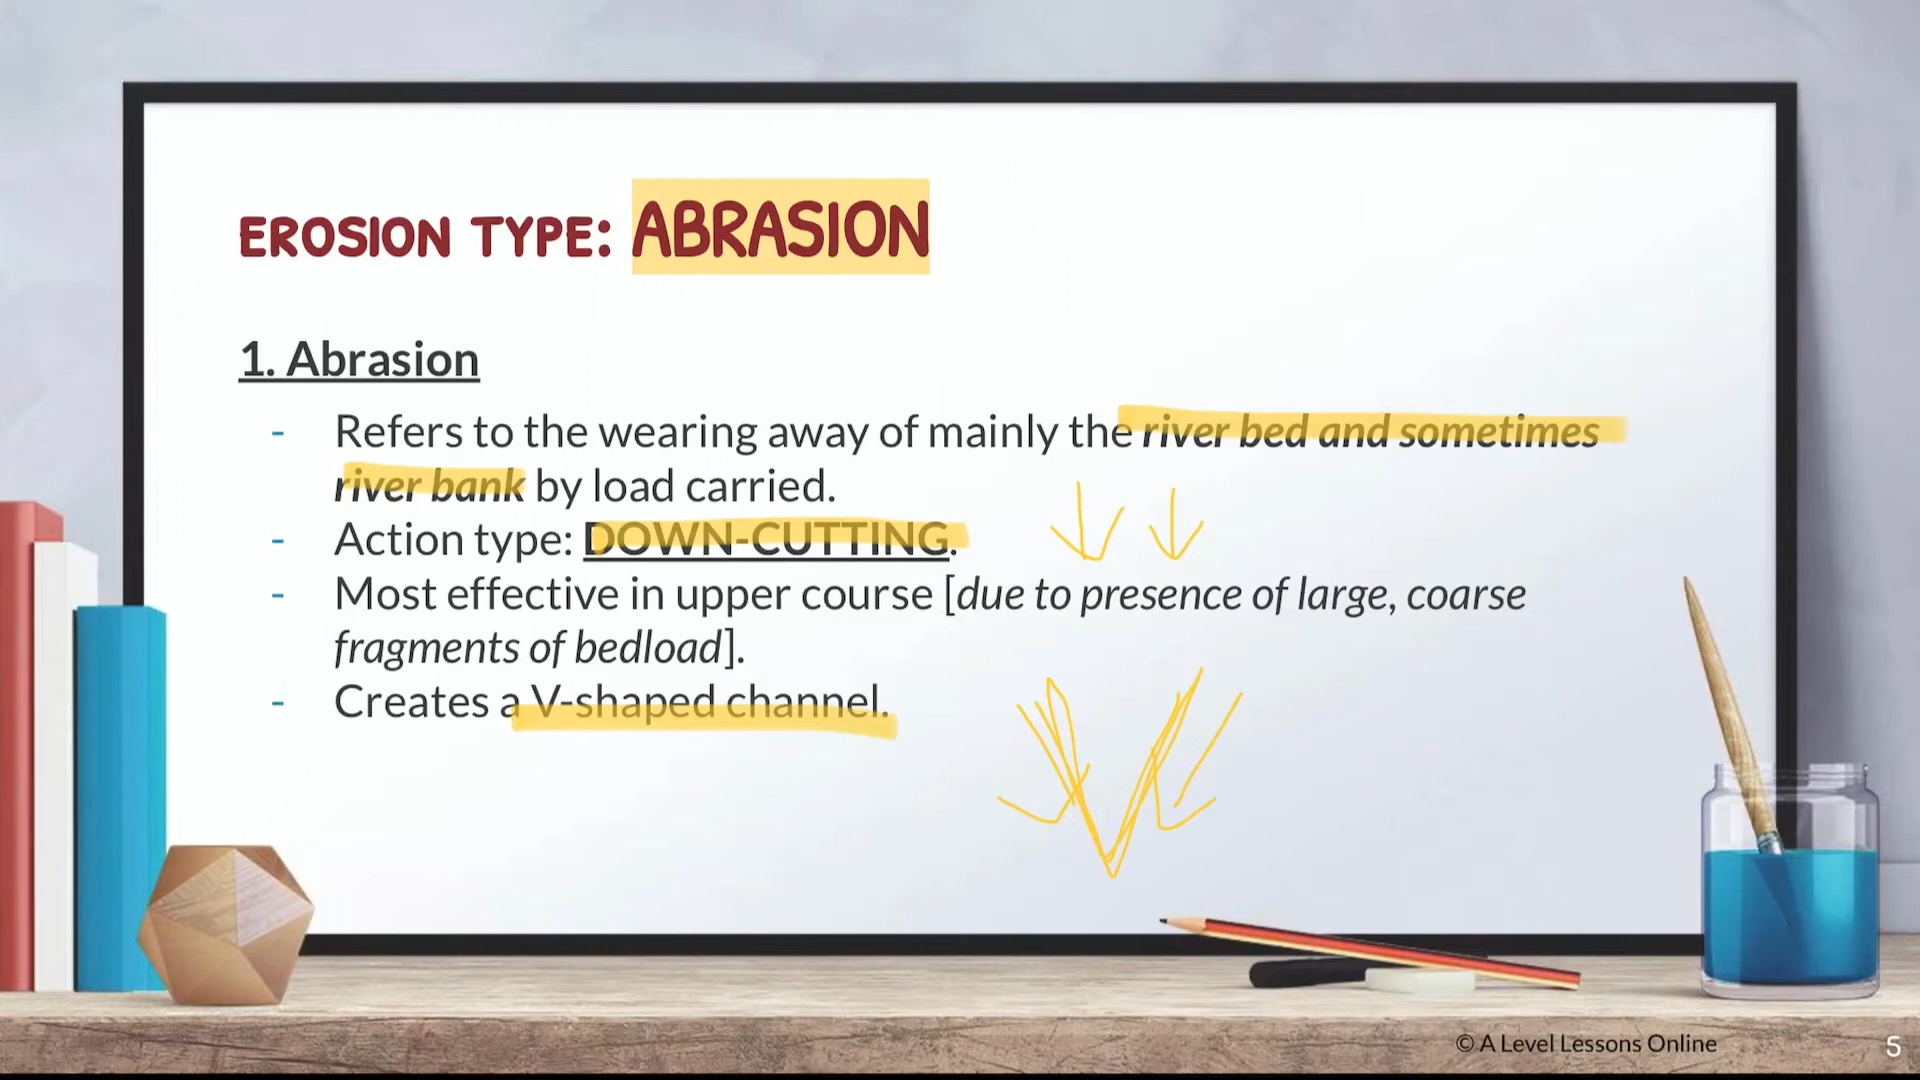 EROSION TYPE: ABRASION
1. Abrasion
- Refers to the wearing away of mainly the river bed and sometimes
river bank by load carried.
- Action type: DOWN-CUTTING.
- Most effective in upper course [due to presence of large, coarse
fragments of bedload].
- Creates a V-shaped channel.
© A Level Lessons Online
5